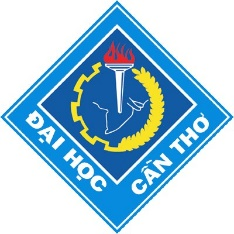 ĐẠI HỌC
CẦN THƠ